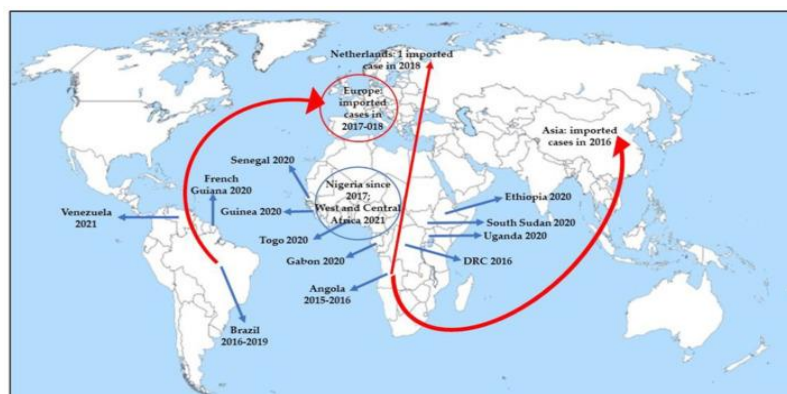 Netherlands: 1 imported
case in 2018
Europe:
imported
cases in
2017-018
Asia: imported
cases in 2016
Senegal 2020
French
Guiana 2020
Nigeria since
2017;
West and Central
Africa 2021
Ethiopia 2020
Venezuela
2021
Guinea 2020
South Sudan 2020
Togo 2020
Uganda 2020
Gabon 2020
DRC 2016
Angola
2015-2016
Brazil
2016-2019